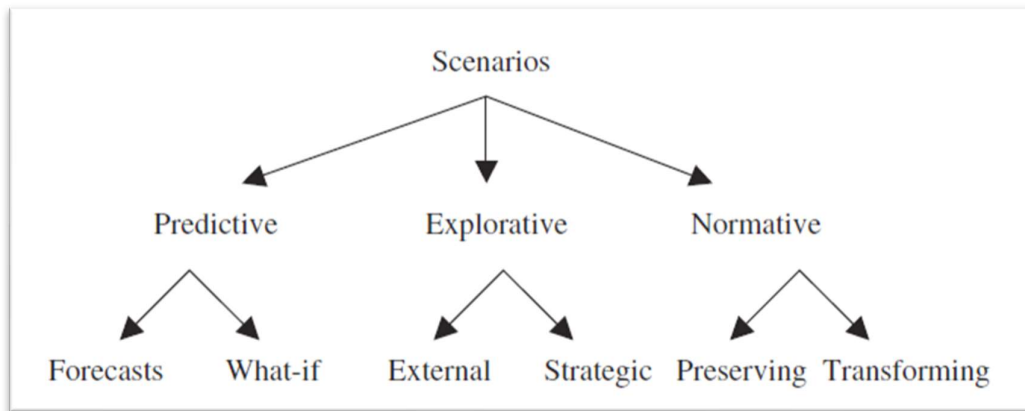 Scenarios
Predictive Explorative Normative
Forecasts What-if External Strategic Preserving Transforming